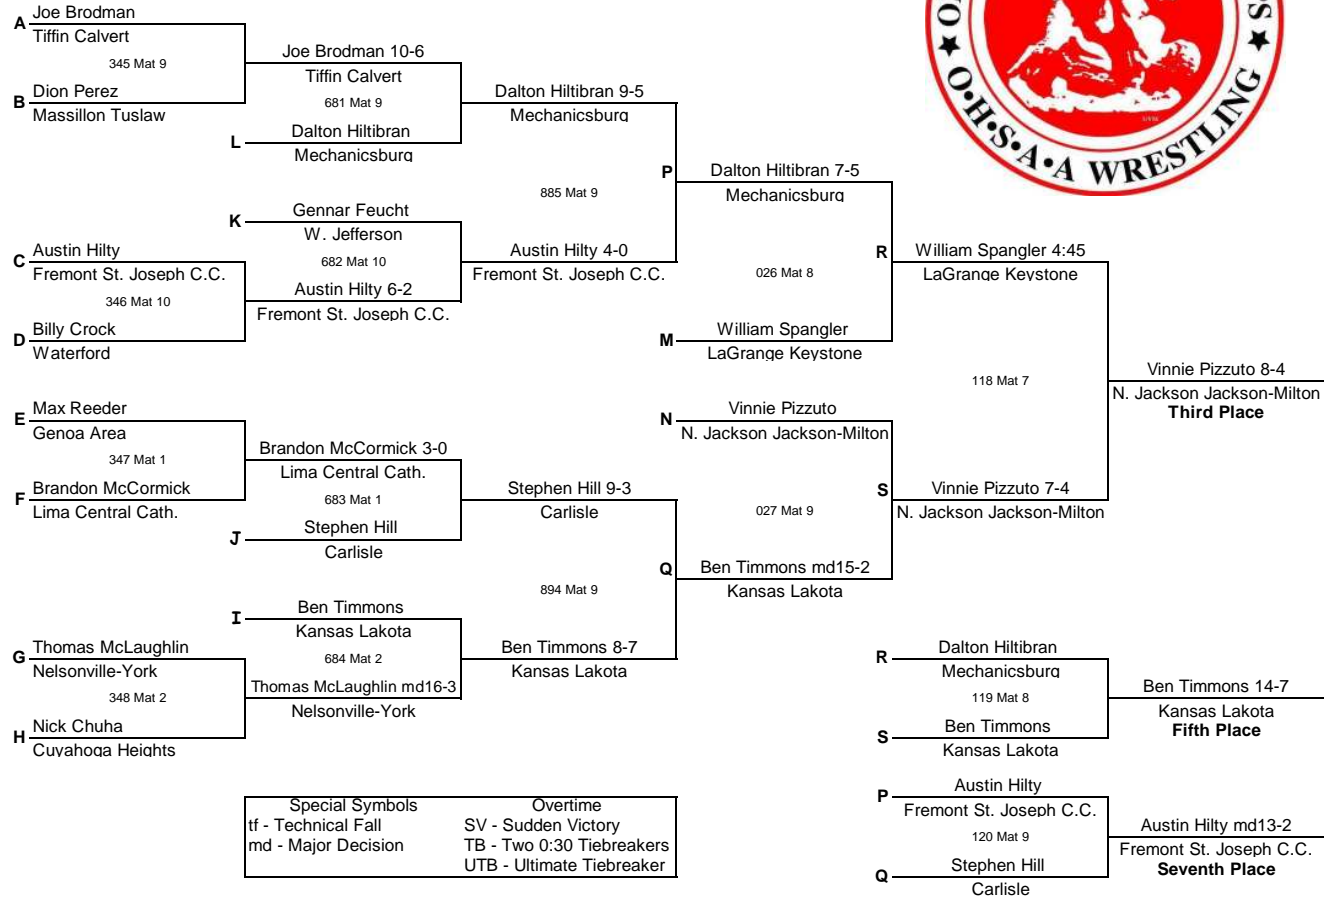 A Joe Brodman
Tiffin Calvert
345 Mat 9
B Dion Perez
Massillon Tuslaw
C Austin Hilty
Fremont St. Joseph C.C.
346 Mat 10
D Billy Crock
Waterford
E Max Reeder
Genoa Area
347 Mat 1
F Brandon McCormick
Lima Central Cath.
G Thomas McLaughlin
Nelsonville-York
348 Mat 2
H Nick Chuha
Cuyahoga Heights
Joe Brodman 10-6
Tiffin Calvert
681 Mat 9
L Dalton Hiltibran
Mechanicsburg
K Gennar Feucht
W. Jefferson
682 Mat 10
Austin Hilty 6-2
Fremont St. Joseph C.C.
Brandon McCormick 3-0
Lima Central Cath.
683 Mat 1
J Stephen Hill
Carlisle
I Ben Timmons
Kansas Lakota
684 Mat 2
Thomas McLaughlin md16-3
Nelsonville-York
Dalton Hiltibran 9-5
Mechanicsburg
P
885 Mat 9
Austin Hilty 4-0
Fremont St. Joseph C.C.
Stephen Hill 9-3
Carlisle
Q
894 Mat 9
Ben Timmons 8-7
Kansas Lakota
Dalton Hiltibran 7-5
Mechanicsburg
R
026 Mat 8
M William Spangler
LaGrange Keystone
N Vinnie Pizzuto
N. Jackson Jackson-Milton
S
027 Mat 9
Ben Timmons md15-2
Kansas Lakota
William Spangler 4:45
LaGrange Keystone
118 Mat 7
Vinnie Pizzuto 7-4
N. Jackson Jackson-Milton
Vinnie Pizzuto 8-4
N. Jackson Jackson-Milton
Third Place
R Dalton Hiltibran
Mechanicsburg
119 Mat 8
S Ben Timmons
Kansas Lakota
Ben Timmons 14-7
Kansas Lakota
Fifth Place
P Austin Hilty
Fremont St. Joseph C.C.
120 Mat 9
Q Stephen Hill
Carlisle
Austin Hilty md13-2
Fremont St. Joseph C.C.
Seventh Place
Special Symbols Overtime
tf - Technical Fall SV - Sudden Victory
md - Major Decision TB - Two 0:30 Tiebreakers
UTB - Ultimate Tiebreaker
O•H•S•A•A WRESTLING